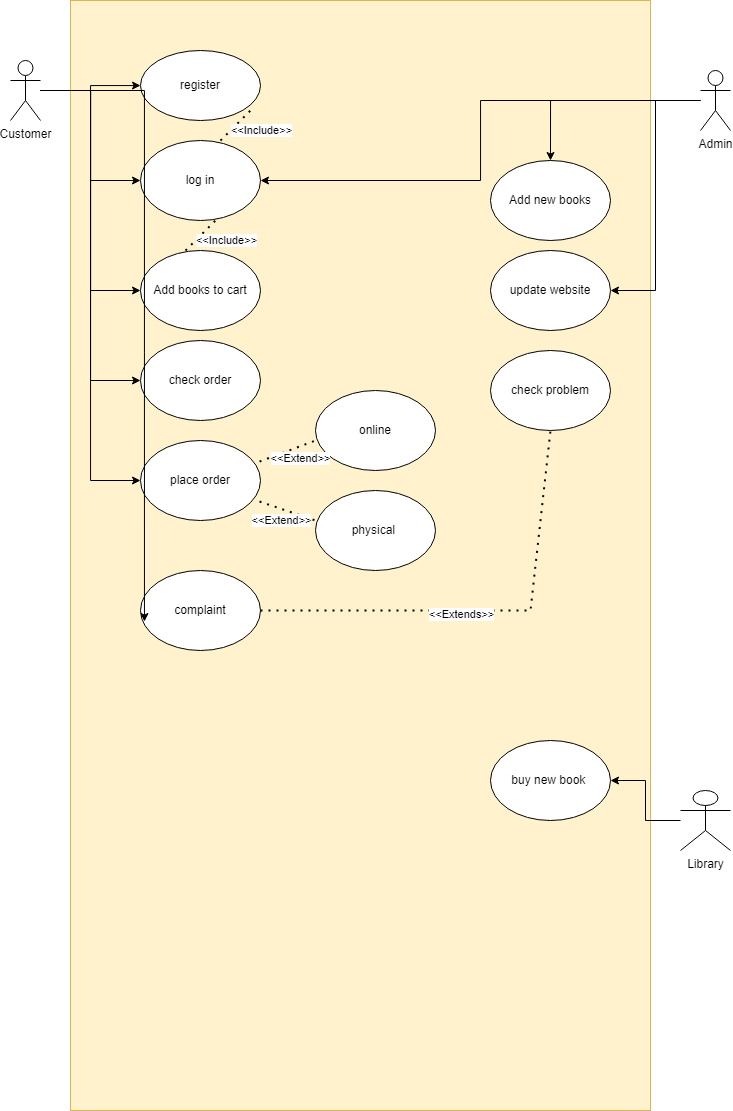 register
Customer
<<Include>>
Admin
log in
Add new books
<<Include>>
Add books to cart
update website
check order
check problem
online
<<Extend>>
place order
<<Extend>>
physical
complaint
<<Extends>>
buy new book
Library